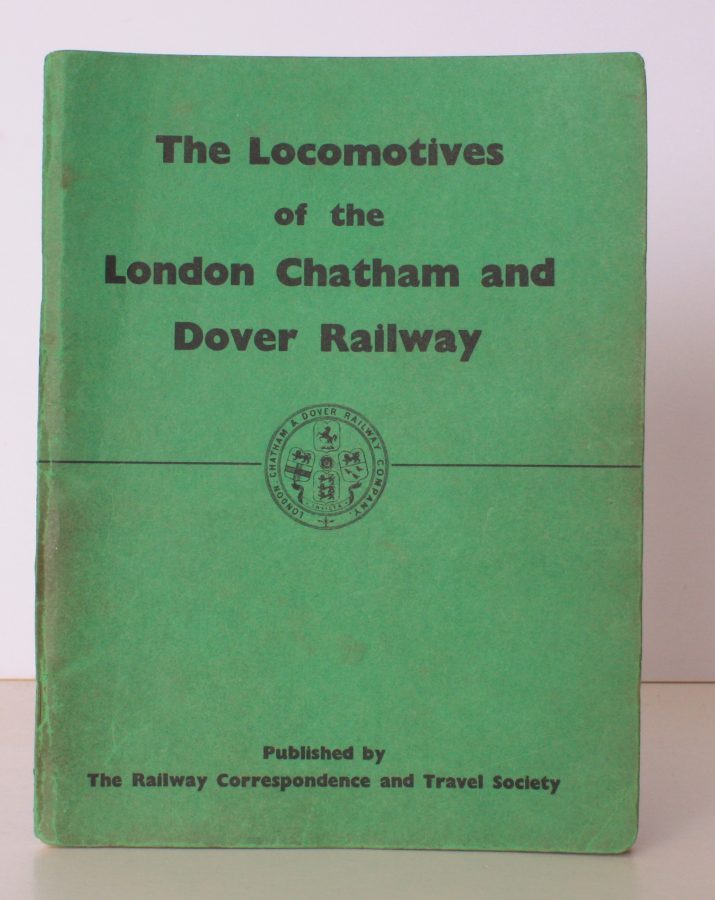 The Locomotives
of the
London Chatham and
Dover Railway
LONDON CHATHAM & DOVER RAILWAY COMPANY.
INVICTA
Published by
The Railway Correspondence and Travel Society